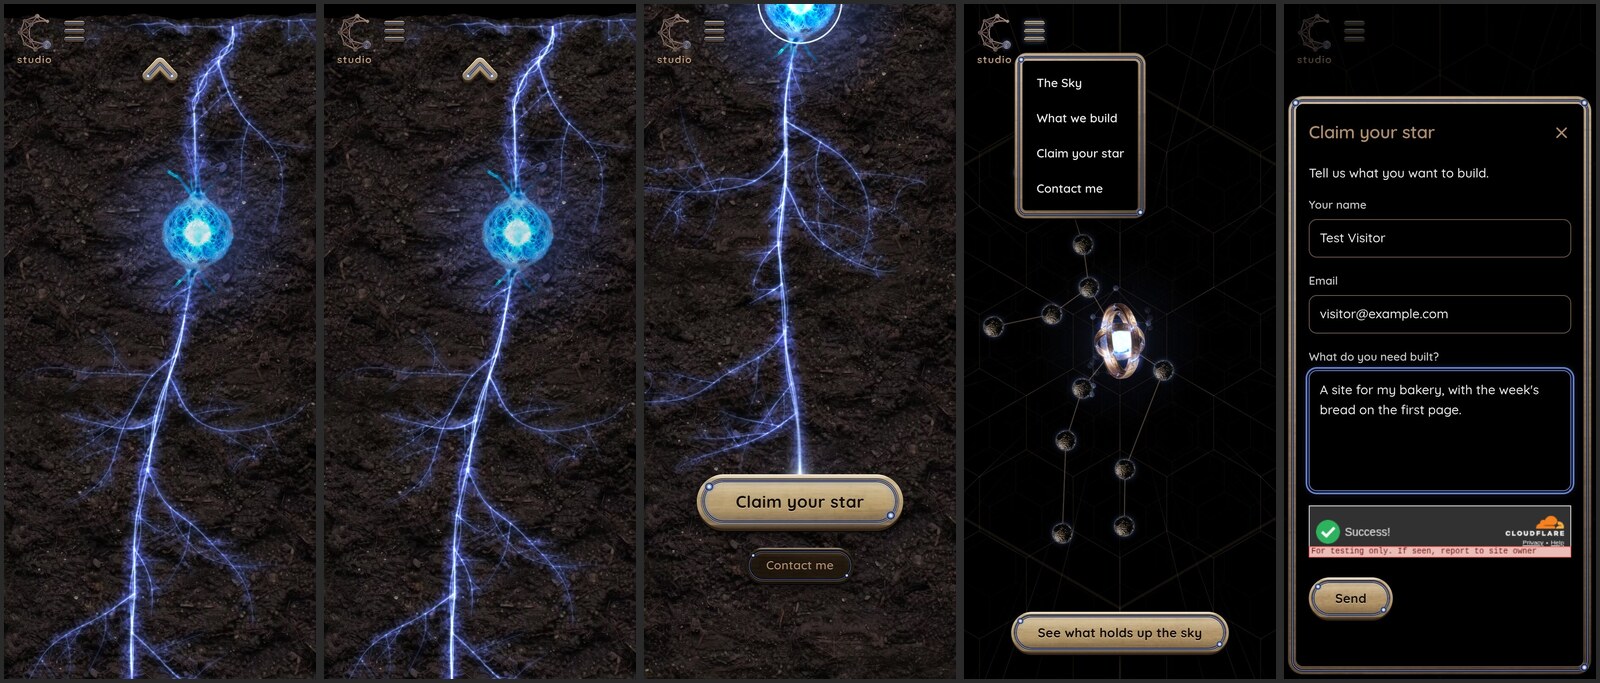 studio
studio
studio
Claim your star
Contact me
studio
The Sky
What we build
Claim your star
Contact me
See what holds up the sky
studio
Claim your star
Tell us what you want to build.
Your name
Test Visitor
Email
visitor@example.com
What do you need built?
A site for my bakery, with the week's
bread on the first page.
Success!
CLOUDFLARE
Privacy • Help
For testing only. If seen, report to site owner
Send